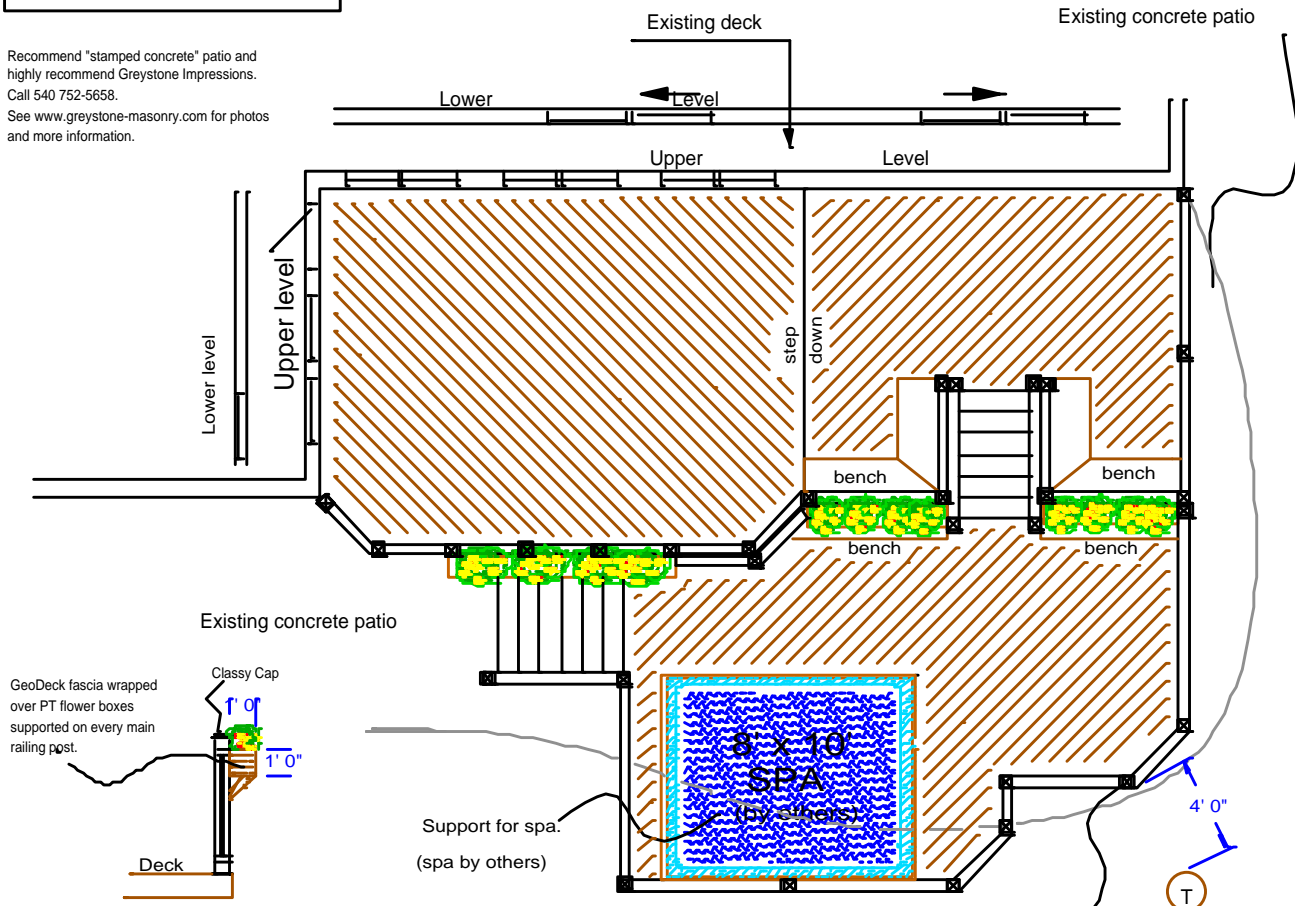 Existing deck
Existing concrete patio
Recommend "stamped concrete" patio and
highly recommend Greystone Impressions.
Call 540 752-5658.
See www.greystone-masonry.com for photos
and more information.
Lower Level
Upper Level
Upper level
Lower level
step
down
bench
bench
bench
bench
Existing concrete patio
Classy Cap
GeoDeck fascia wrapped
over PT flower boxes
supported on every main
railing post.
1' 0"
1' 0"
Deck
8' x 10'
SPA
(by others)
Support for spa.
(spa by others)
4' 0"
T